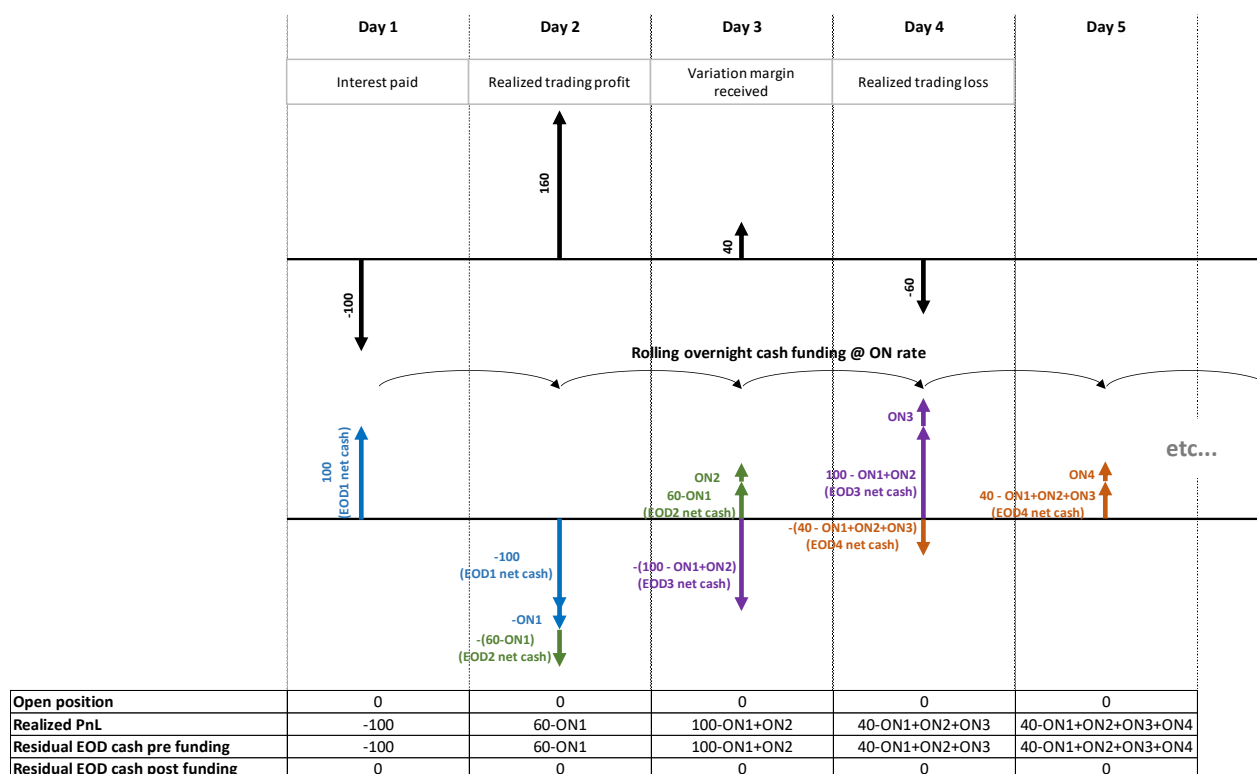 Day 1 Day 2 Day 3 Day 4 Day 5
Interest paid Realized trading profit Variation margin received Realized trading loss
160
40
-100
-60
Rolling overnight cash funding @ ON rate
100
(EOD1 net cash)
ON2
60-ON1
(EOD2 net cash)
ON3
100 - ON1+ON2
(EOD3 net cash)
ON4
40 - ON1+ON2+ON3
(EOD4 net cash)
etc...
-100
(EOD1 net cash)
-ON1
-(60-ON1)
(EOD2 net cash)
-(100 - ON1+ON2)
(EOD3 net cash)
-(40 - ON1+ON2+ON3)
(EOD4 net cash)
Open position 0 0 0 0 0
Realized PnL -100 60-ON1 100-ON1+ON2 40-ON1+ON2+ON3 40-ON1+ON2+ON3+ON4
Residual EOD cash pre funding -100 60-ON1 100-ON1+ON2 40-ON1+ON2+ON3 40-ON1+ON2+ON3+ON4
Residual EOD cash post funding 0 0 0 0 0